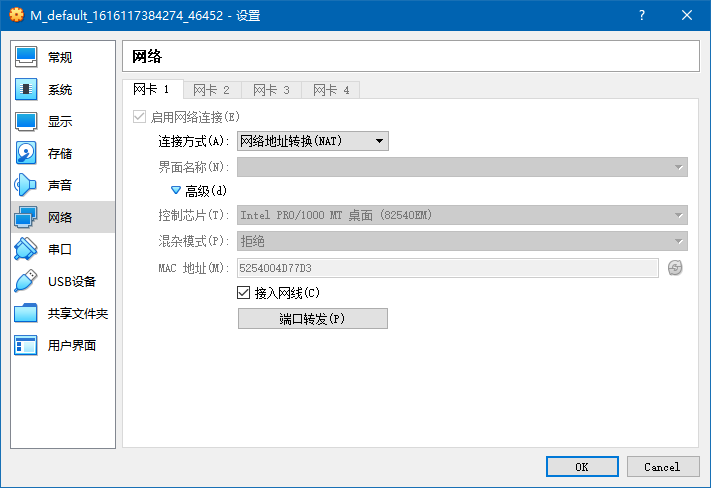 M_default_1616117384274_46452 - 设置
常规
系统
显示
存储
声音
网络
串口
USB设备
共享文件夹
用户界面
网络
网卡 1 网卡 2 网卡 3 网卡 4
启用网络连接(E)
连接方式(A): 网络地址转换(NAT)
界面名称(N):
高级(d)
控制芯片(T): Intel PRO/1000 MT 桌面 (82540EM)
混杂模式(P): 拒绝
MAC 地址(M): 5254004D77D3
接入网线(C)
端口转发(P)
OK Cancel